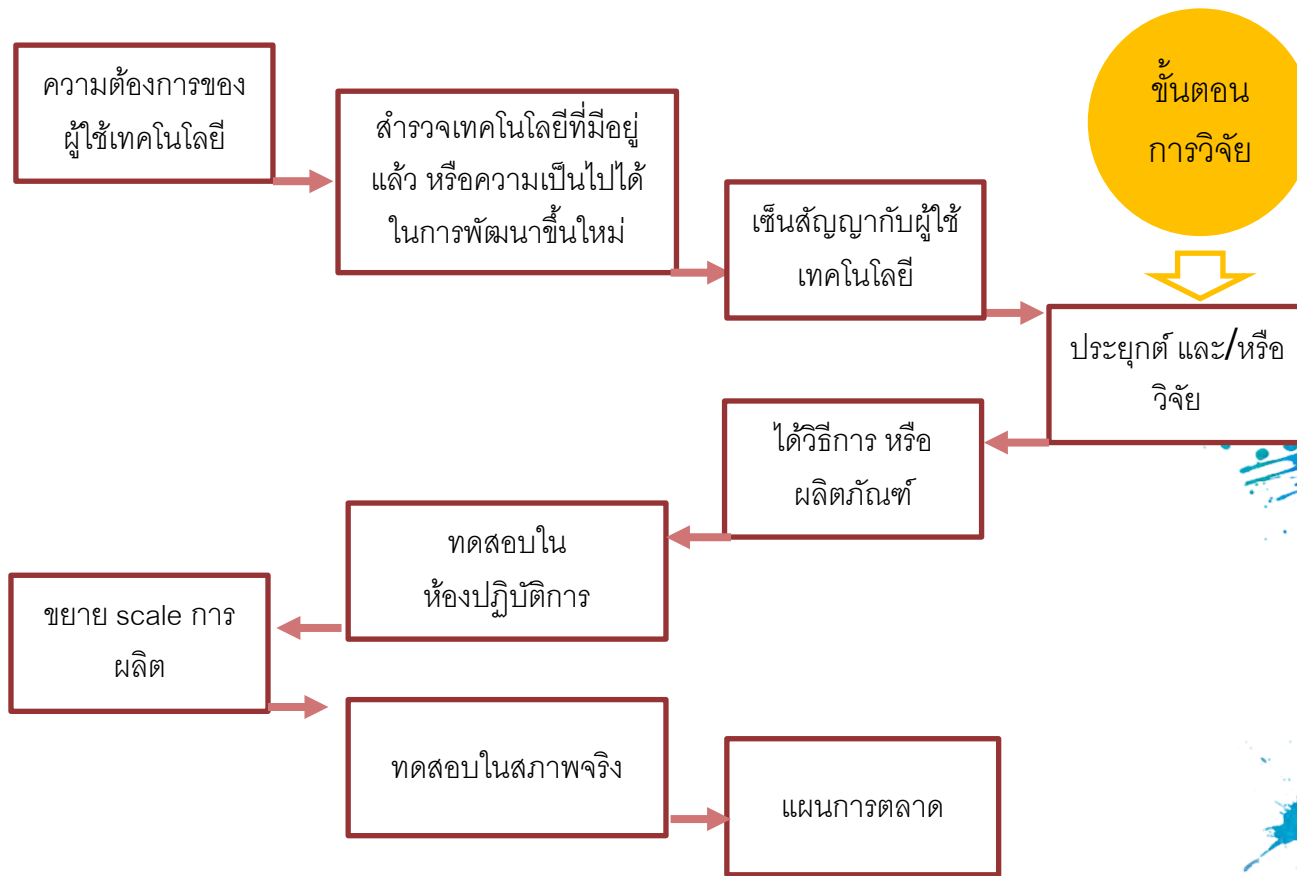 ความต้องการของ
ผู้ใช้เทคโนโลยี
สำรวจเทคโนโลยีที่มีอยู่
แล้ว หรือความเป็นไปได้
ในการพัฒนาขึ้นใหม่
เซ็นสัญญากับผู้ใช้
เทคโนโลยี
ขั้นตอน
การวิจัย
ประยุกต์ และ/หรือ
วิจัย
ได้วิธีการ หรือ
ผลิตภัณฑ์
ทดสอบใน
ห้องปฏิบัติการ
ขยาย scale การ
ผลิต
ทดสอบในสภาพจริง
แผนการตลาด